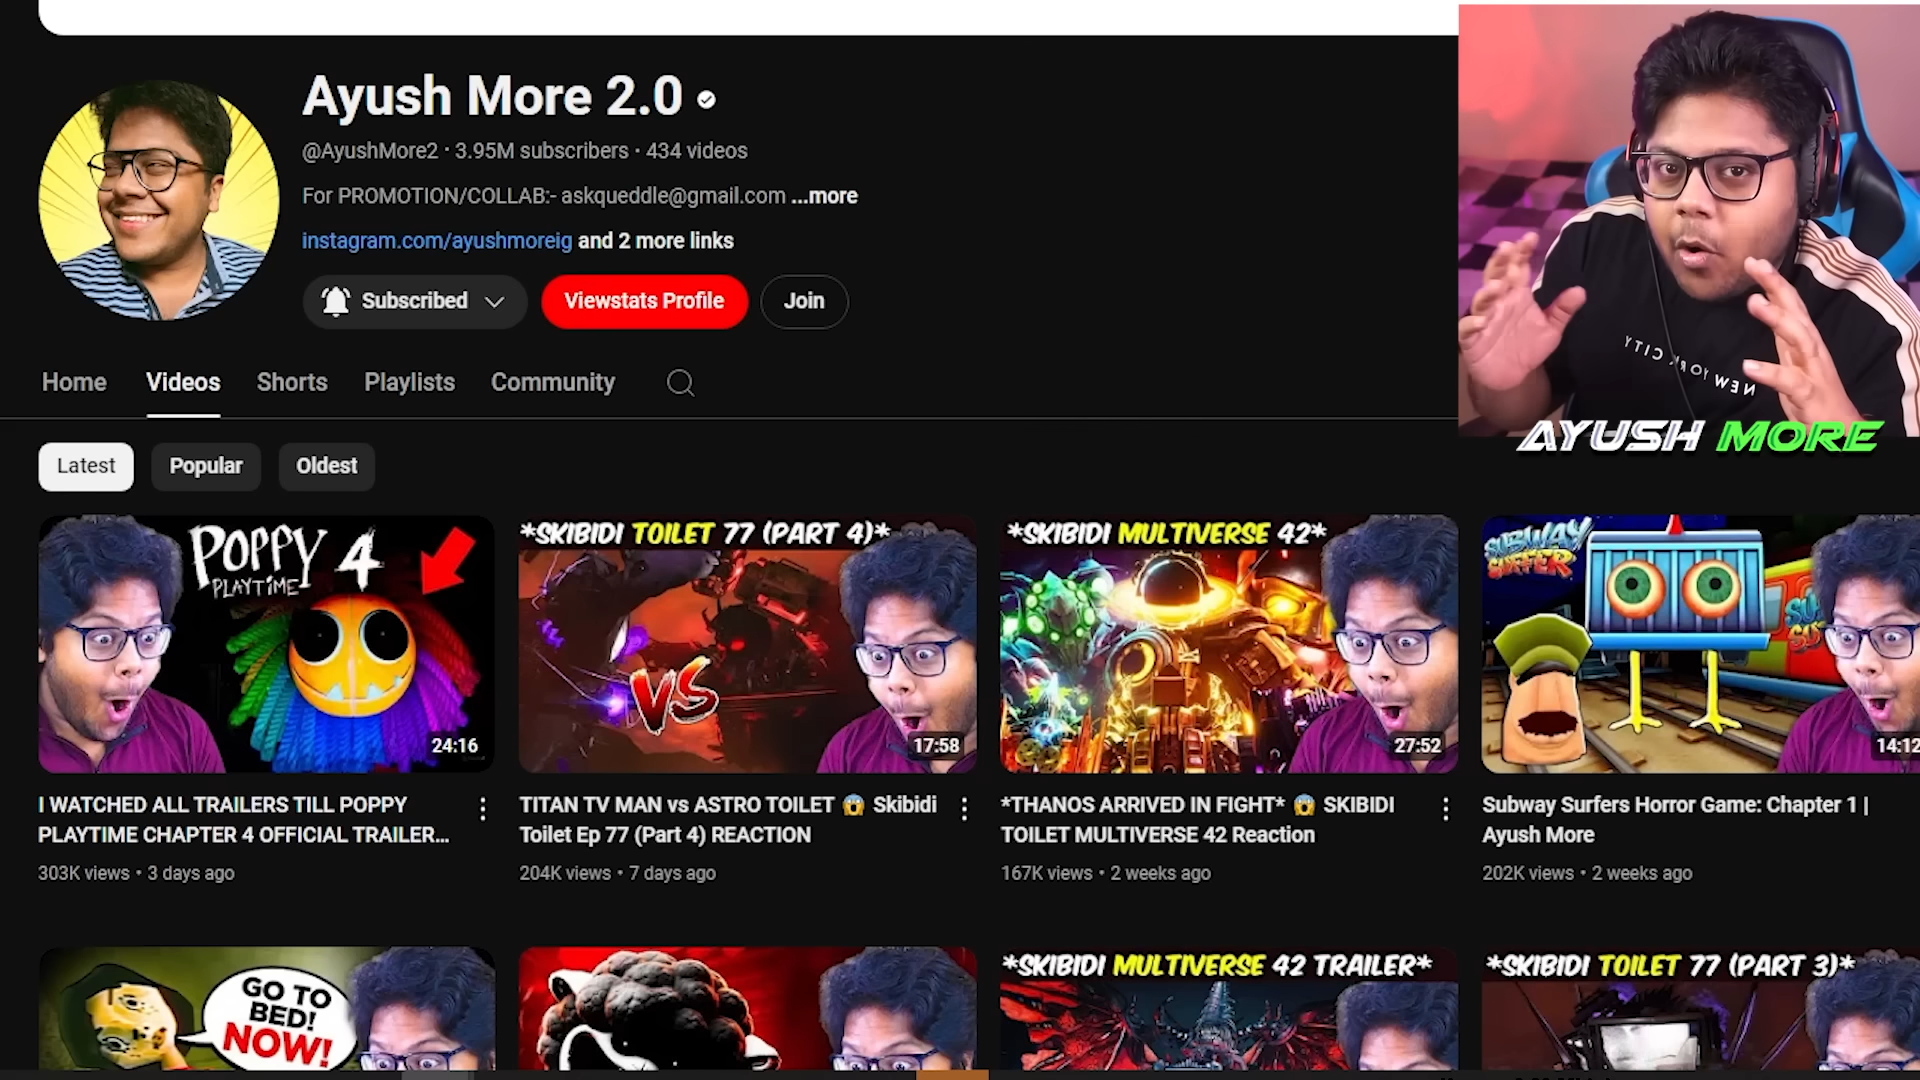 Ayush More 2.0
@AyushMore2 · 3.95M subscribers · 434 videos
For PROMOTION/COLLAB:- askqueddle@gmail.com ...more
instagram.com/ayushmoreig and 2 more links
Subscribed
Viewstats Profile
Join
NEW YORK CITY
AYUSH MORE
Home
Videos
Shorts
Playlists
Community
Latest
Popular
Oldest
POPPY
PLAYTIME
4
24:16
*SKIBIDI TOILET 77 (PART 4)*
VS
17:58
*SKIBIDI MULTIVERSE 42*
27:52
SUBWAY
SURFER
14:12
I WATCHED ALL TRAILERS TILL POPPY
PLAYTIME CHAPTER 4 OFFICIAL TRAILER...
303K views · 3 days ago
TITAN TV MAN vs ASTRO TOILET 😱 Skibidi
Toilet Ep 77 (Part 4) REACTION
204K views · 7 days ago
*THANOS ARRIVED IN FIGHT* 😱 SKIBIDI
TOILET MULTIVERSE 42 Reaction
167K views · 2 weeks ago
Subway Surfers Horror Game: Chapter 1 |
Ayush More
202K views · 2 weeks ago
GO TO
BED!
NOW!
*SKIBIDI MULTIVERSE 42 TRAILER*
*SKIBIDI TOILET 77 (PART 3)*